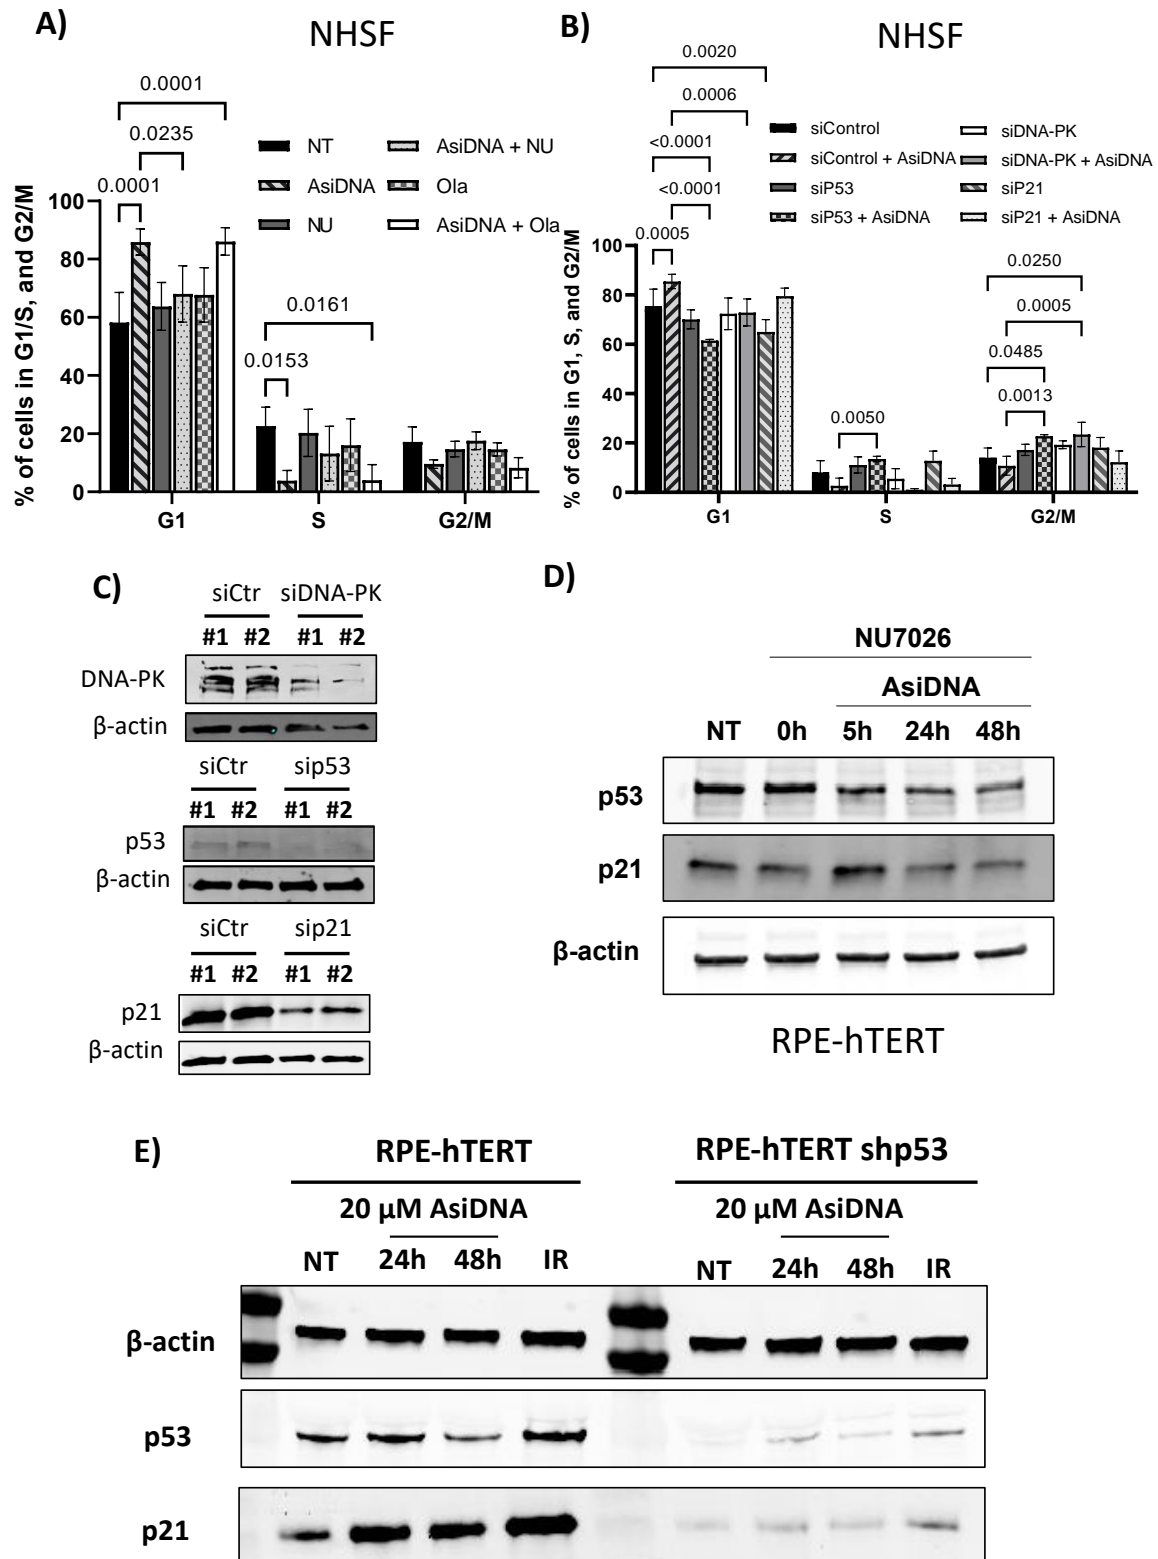 A)
NHSF
0.0001
0.0235
0.0001
NT
AsiDNA + NU
AsiDNA
Ola
NU
AsiDNA + Ola
0.0161
0.0153
% of cells in G1/S, and G2/M
100
80
60
40
20
0
G1 S G2/M
B)
NHSF
0.0020
0.0006
<0.0001
<0.0001
0.0005
siControl
siDNA-PK
siControl + AsiDNA
siDNA-PK + AsiDNA
siP53
siP21
siP53 + AsiDNA
siP21 + AsiDNA
0.0250
0.0005
0.0485
0.0013
0.0050
% of cells in G1, S, and G2/M
100
80
60
40
20
0
G1 S G2/M
C)
siCtr siDNA-PK
#1 #2 #1 #2
DNA-PK
β-actin
siCtr sip53
#1 #2 #1 #2
p53
β-actin
siCtr sip21
#1 #2 #1 #2
p21
β-actin
D)
NU7026
AsiDNA
NT 0h 5h 24h 48h
p53
p21
β-actin
RPE-hTERT
E)
RPE-hTERT RPE-hTERT shp53
20 μM AsiDNA 20 μM AsiDNA
NT 24h 48h IR NT 24h 48h IR
β-actin
p53
p21